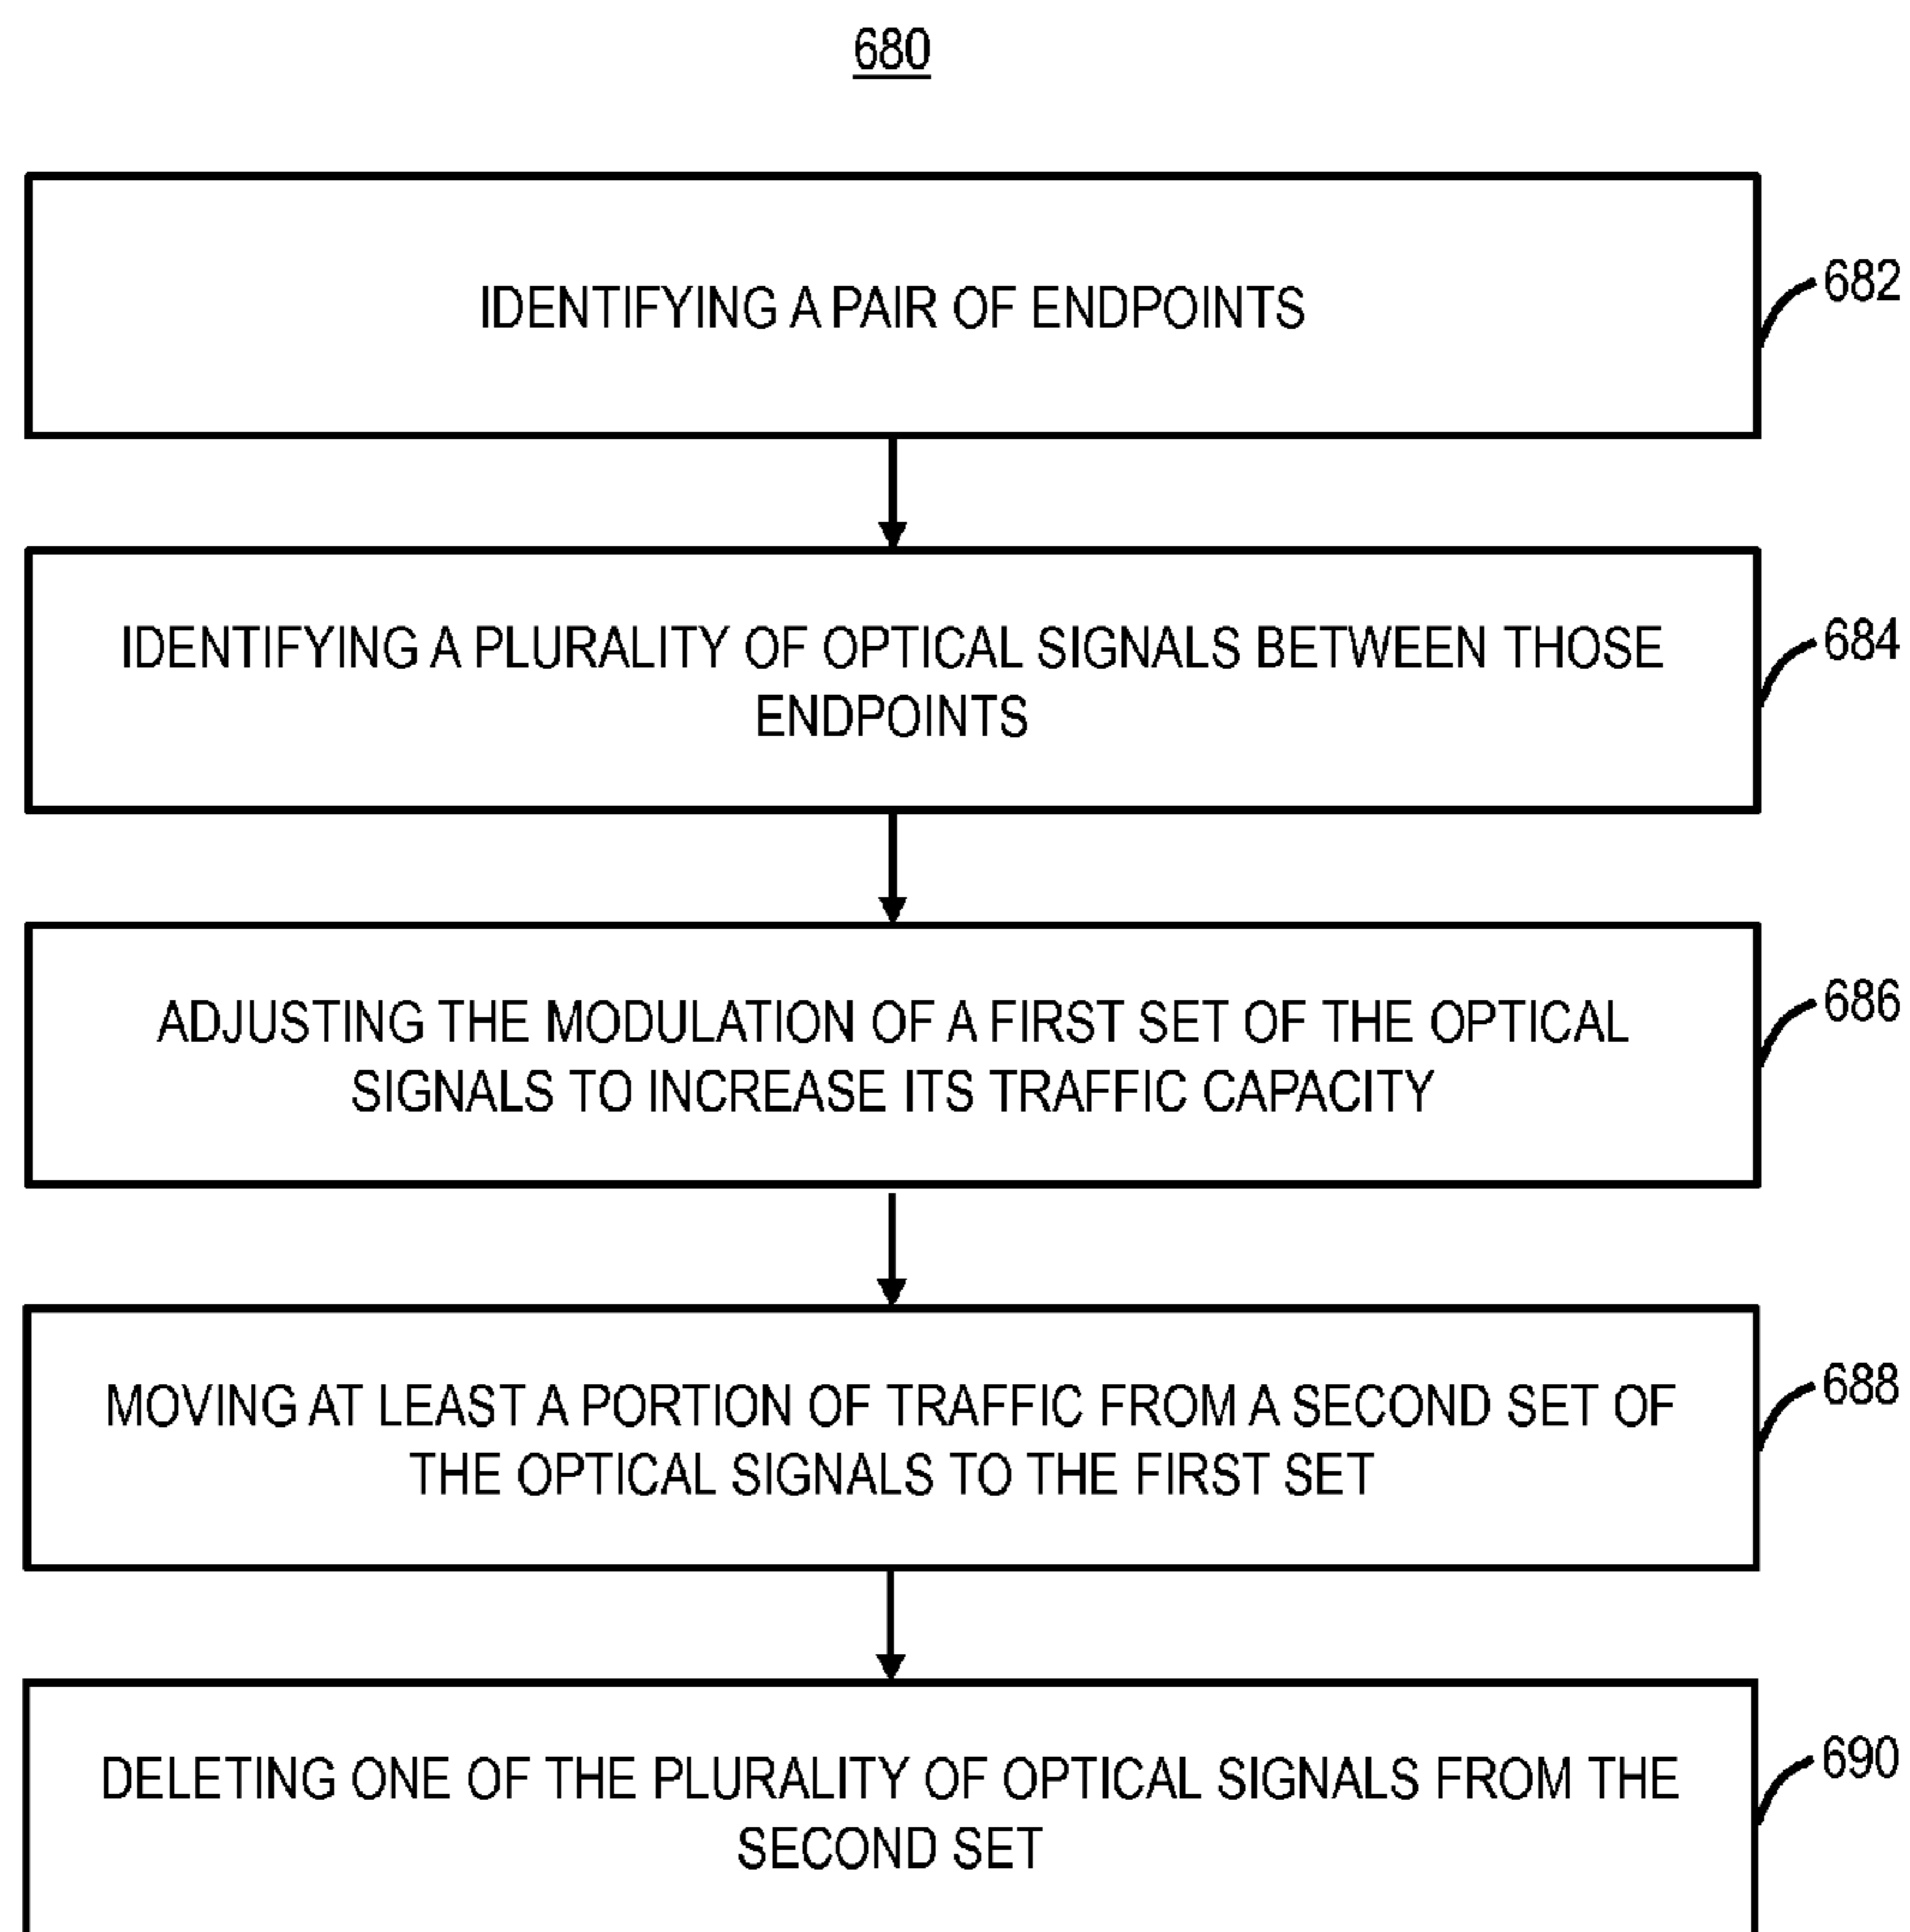 680
IDENTIFYING A PAIR OF ENDPOINTS
682
IDENTIFYING A PLURALITY OF OPTICAL SIGNALS BETWEEN THOSE
ENDPOINTS
684
ADJUSTING THE MODULATION OF A FIRST SET OF THE OPTICAL
SIGNALS TO INCREASE ITS TRAFFIC CAPACITY
686
MOVING AT LEAST A PORTION OF TRAFFIC FROM A SECOND SET OF
THE OPTICAL SIGNALS TO THE FIRST SET
688
DELETING ONE OF THE PLURALITY OF OPTICAL SIGNALS FROM THE
SECOND SET
690